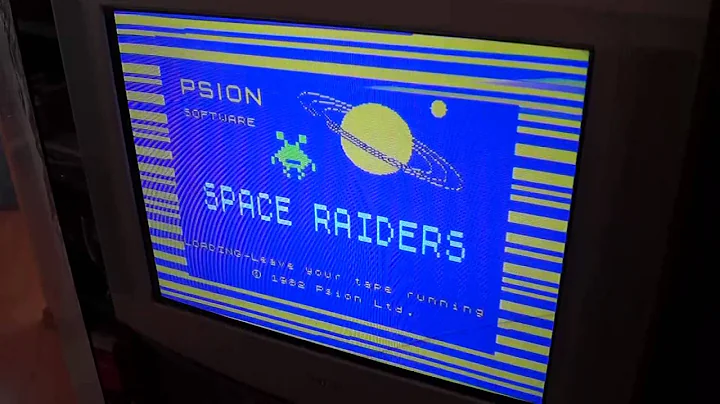 PSION
SOFTWARE
SPACE RAIDERS
LOADING-Leave your tape running
© 1982 Psion Ltd.